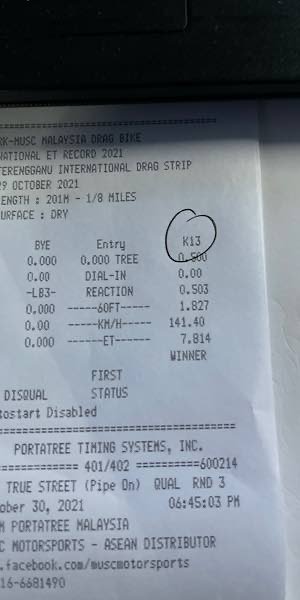 RK-MUSC MALAYSIA DRAG BIKE
NATIONAL ET RECORD 2021
TERENGGANU INTERNATIONAL DRAG STRIP
29 OCTOBER 2021
LENGTH : 201M - 1/8 MILES
SURFACE : DRY
BYE Entry K13
0.000 0.000 TREE 0.500
0.00 DIAL-IN 0.00
-LB3- REACTION 0.503
0.000 -----60FT----- 1.827
0.00 -----KM/H----- 141.40
0.000 ------ET------ 7.814
WINNER
FIRST
DISQUAL STATUS
tostart Disabled
PORTATREE TIMING SYSTEMS, INC.
============ 401/402 ==========600214
TRUE STREET (Pipe On) QUAL RND 3
ober 30, 2021 06:45:03 PM
M PORTATREE MALAYSIA
C MOTORSPORTS - ASEAN DISTRIBUTOR
.facebook.com/muscmotorsports
16-6681490